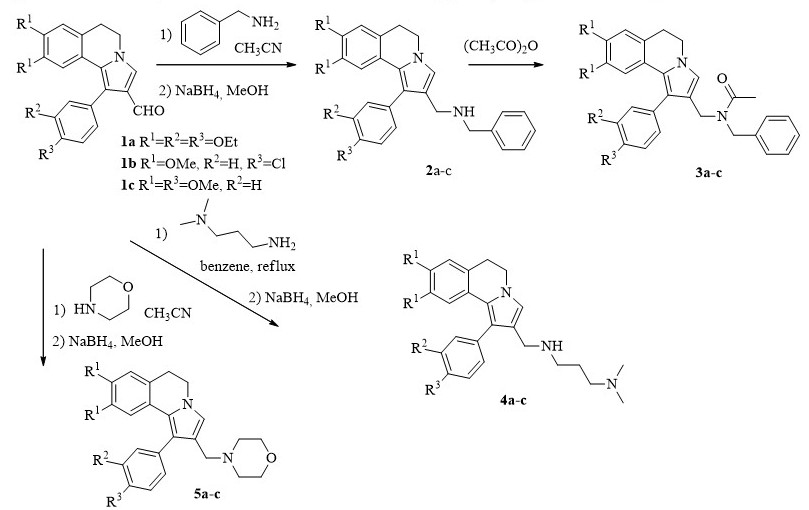 R1
R1
N
R2
R3
CHO
1)
NH2
CH3CN
2) NaBH4, MeOH
1a R1=R2=R3=OEt
1b R1=OMe, R2=H, R3=Cl
1c R1=R3=OMe, R2=H
R1
R1
N
R2
R3
NH
2a-c
(CH3CO)2O
R1
R1
N
R2
R3
O
N
3a-c
1)
N
NH2
benzene, reflux
2) NaBH4, MeOH
1)
O
HN
CH3CN
2) NaBH4, MeOH
R1
R1
N
R2
R3
NH
N
4a-c
R1
R1
N
R2
R3
N
O
5a-c